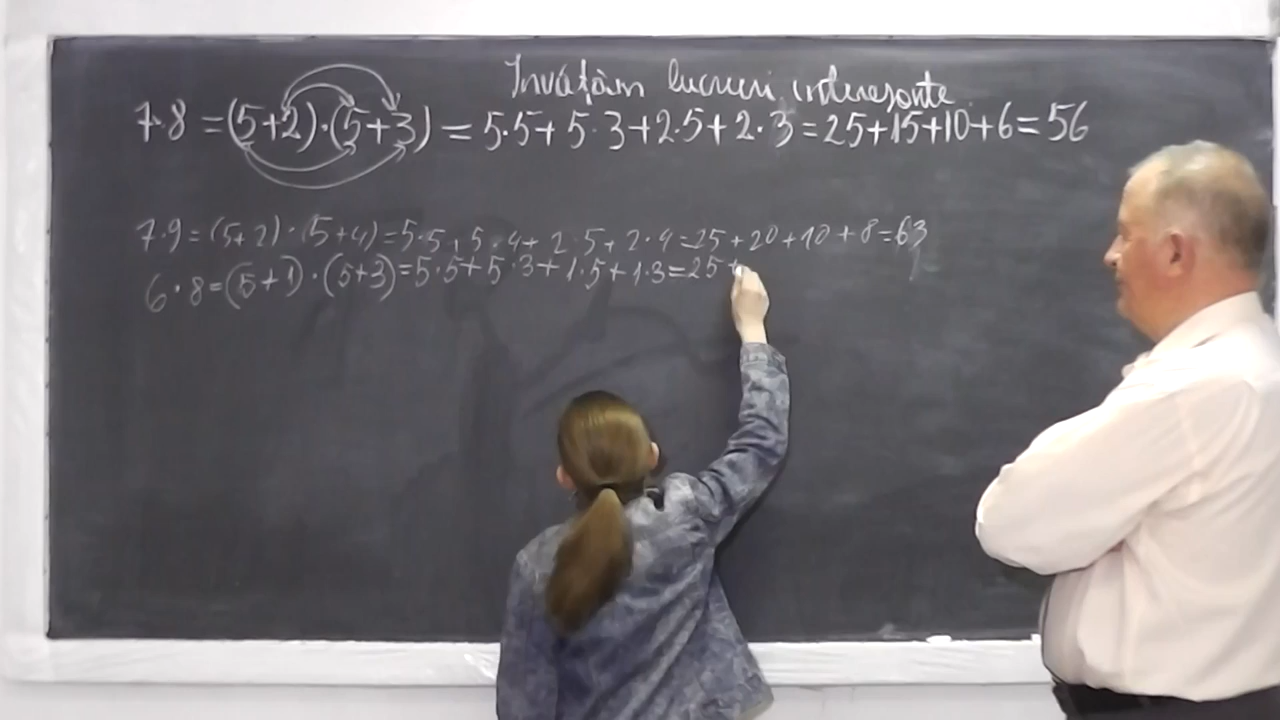 Învățăm lucruri interesante
7·8=(5+2)·(5+3)=5·5+5·3+2·5+2·3=25+15+10+6=56
7·9=(5+2)·(5+4)=5·5+5·4+2·5+2·4=25+20+10+8=63
6·8=(5+1)·(5+3)=5·5+5·3+1·5+1·3=25+